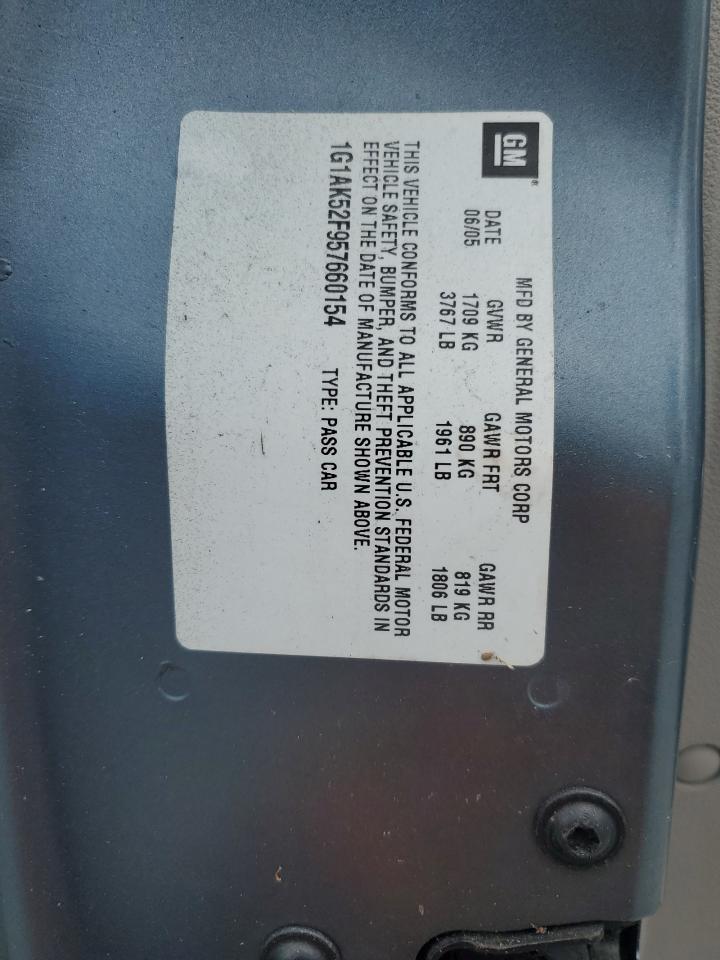 GM®
MFD BY GENERAL MOTORS CORP
DATE GVWR GAWR FRT GAWR RR
06/05 1709 KG 890 KG 819 KG
3767 LB 1961 LB 1806 LB
THIS VEHICLE CONFORMS TO ALL APPLICABLE U.S. FEDERAL MOTOR
VEHICLE SAFETY, BUMPER, AND THEFT PREVENTION STANDARDS IN
EFFECT ON THE DATE OF MANUFACTURE SHOWN ABOVE.
1G1AK52F957660154 TYPE: PASS CAR